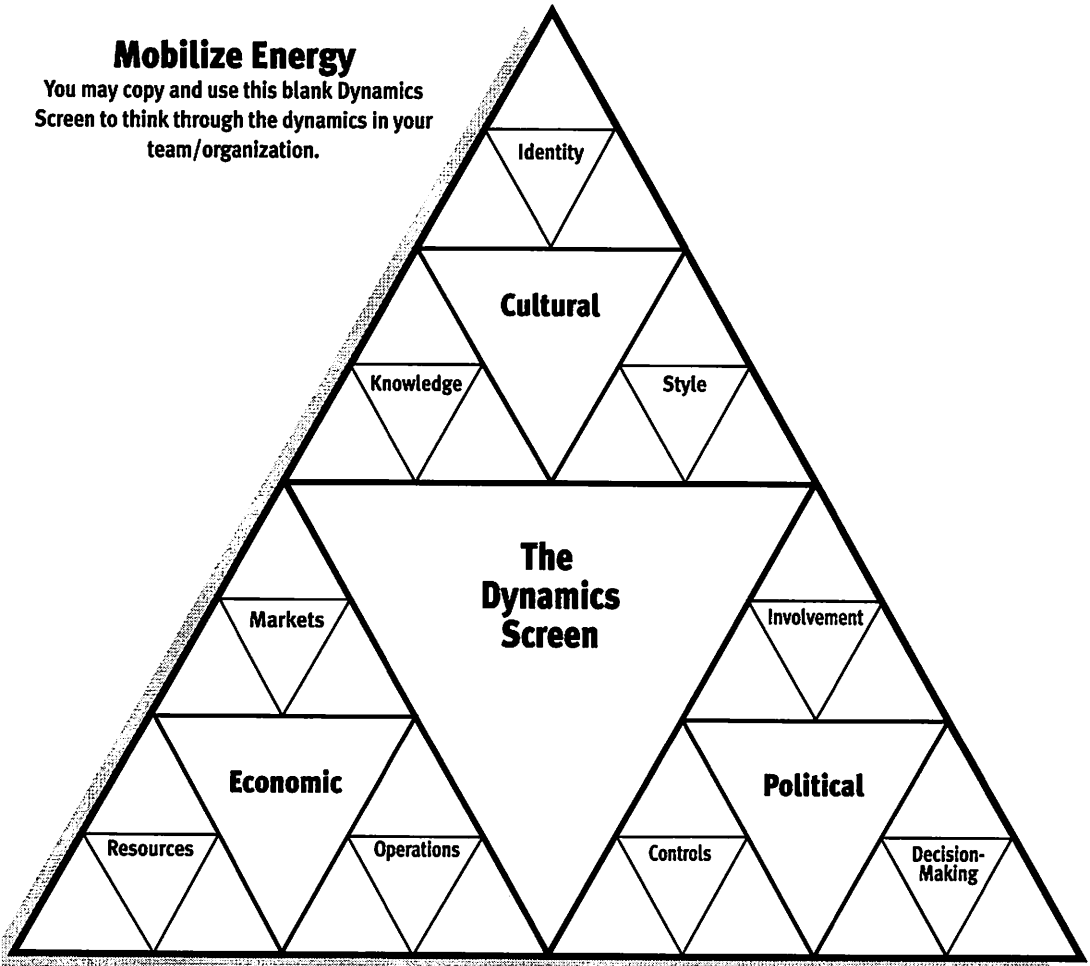 Mobilize Energy
You may copy and use this blank Dynamics
Screen to think through the dynamics in your
team/organization.
Identity
Cultural
Knowledge
Style
The
Dynamics
Screen
Markets
Involvement
Economic
Political
Resources
Operations
Controls
Decision-
Making